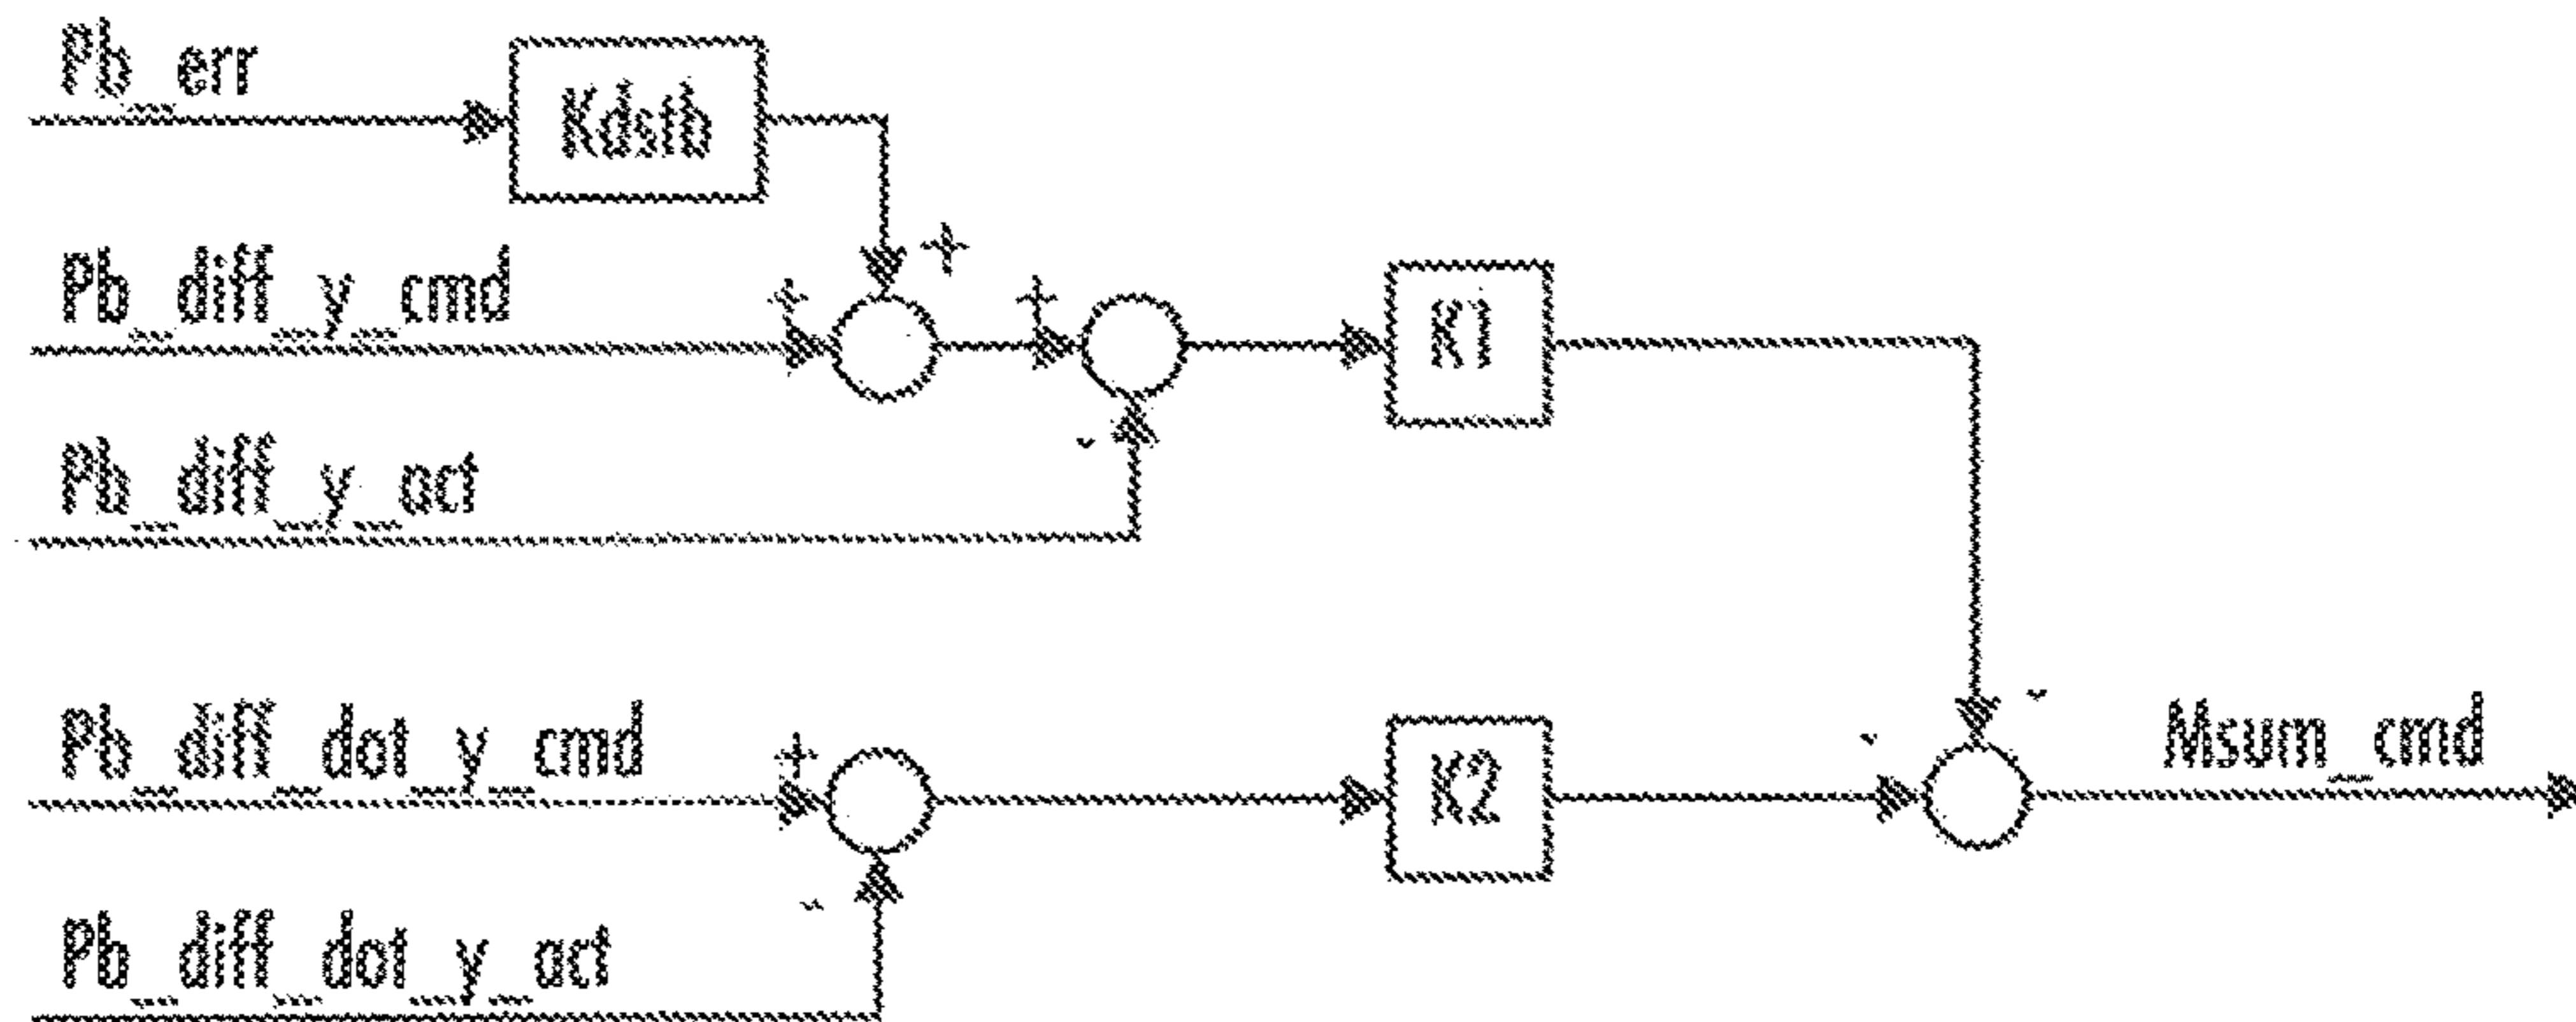 Pb_err
Kdstb
Pb_diff_y_cmd
+
+
+
K1
Pb_diff_y_act
-
Pb_diff_dot_y_cmd
+
K2
-
-
Msum_cmd
Pb_diff_dot_y_act
-